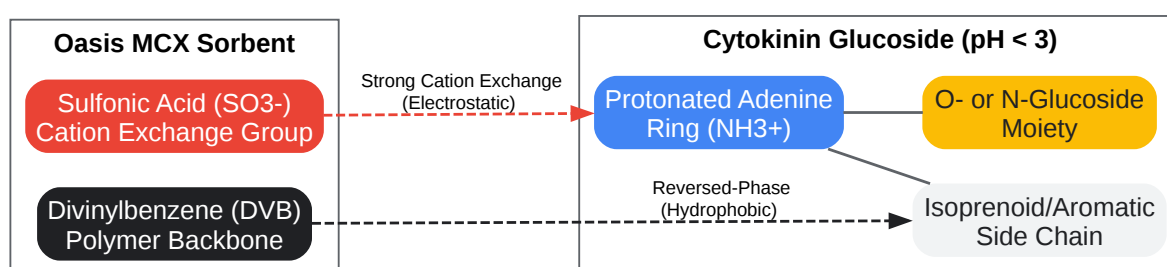 Oasis MCX Sorbent
Sulfonic Acid (SO3-)
Cation Exchange Group
Divinylbenzene (DVB)
Polymer Backbone
Strong Cation Exchange
(Electrostatic)
Reversed-Phase
(Hydrophobic)
Cytokinin Glucoside (pH < 3)
Protonated Adenine
Ring (NH3+)
O- or N-Glucoside
Moiety
Isoprenoid/Aromatic
Side Chain